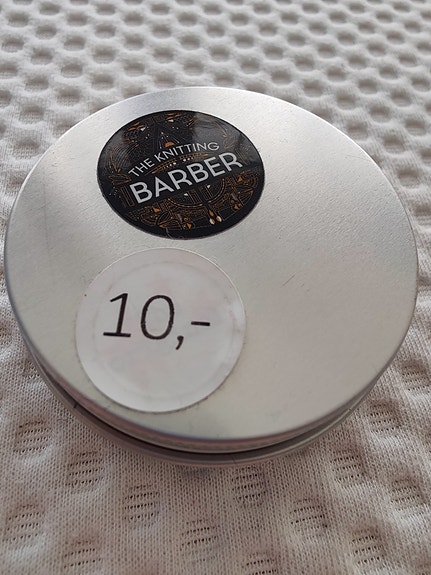 THE KNITTING
BARBER
10,-